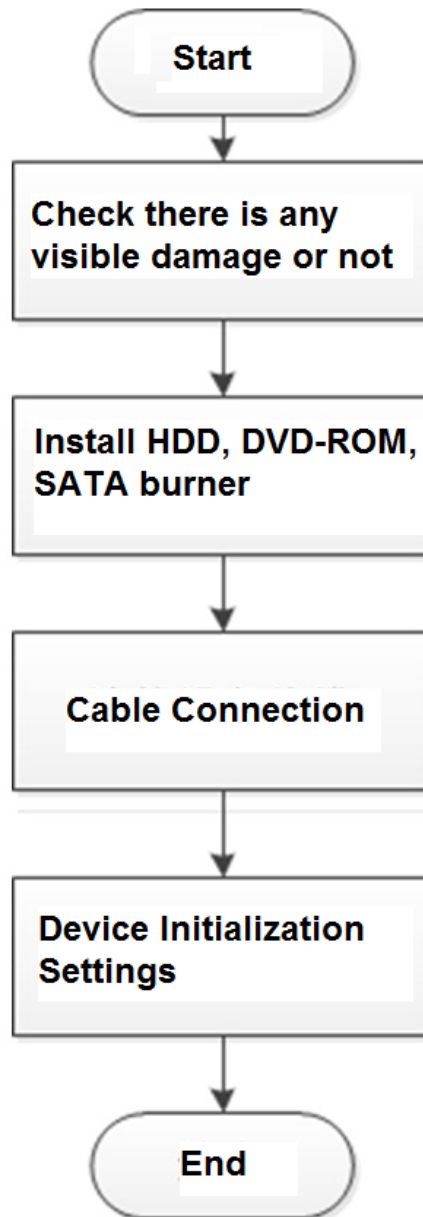 Start
Check there is any
visible damage or not
Install HDD, DVD-ROM,
SATA burner
Cable Connection
Device Initialization
Settings
End